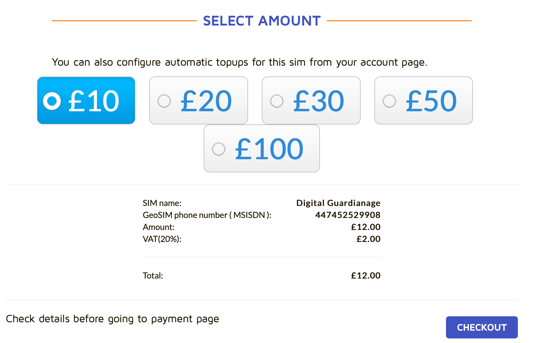 SELECT AMOUNT
You can also configure automatic topups for this sim from your account page.
£10 £20 £30 £50
£100
SIM name: Digital Guardianage
GeoSIM phone number ( MSISDN ): 447452529908
Amount: £12.00
VAT(20%): £2.00
Total: £12.00
Check details before going to payment page
CHECKOUT